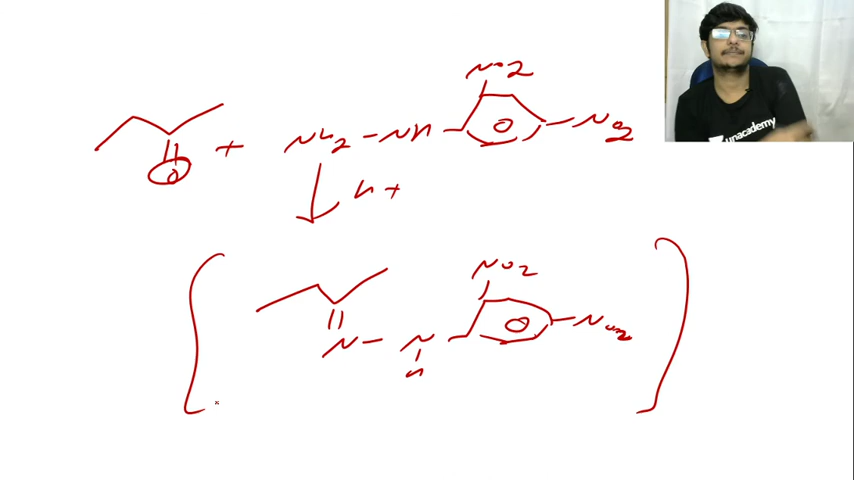 NO2
O + NH2 - NH NO2
H+
NO2
N - N NO2
H
unacademy